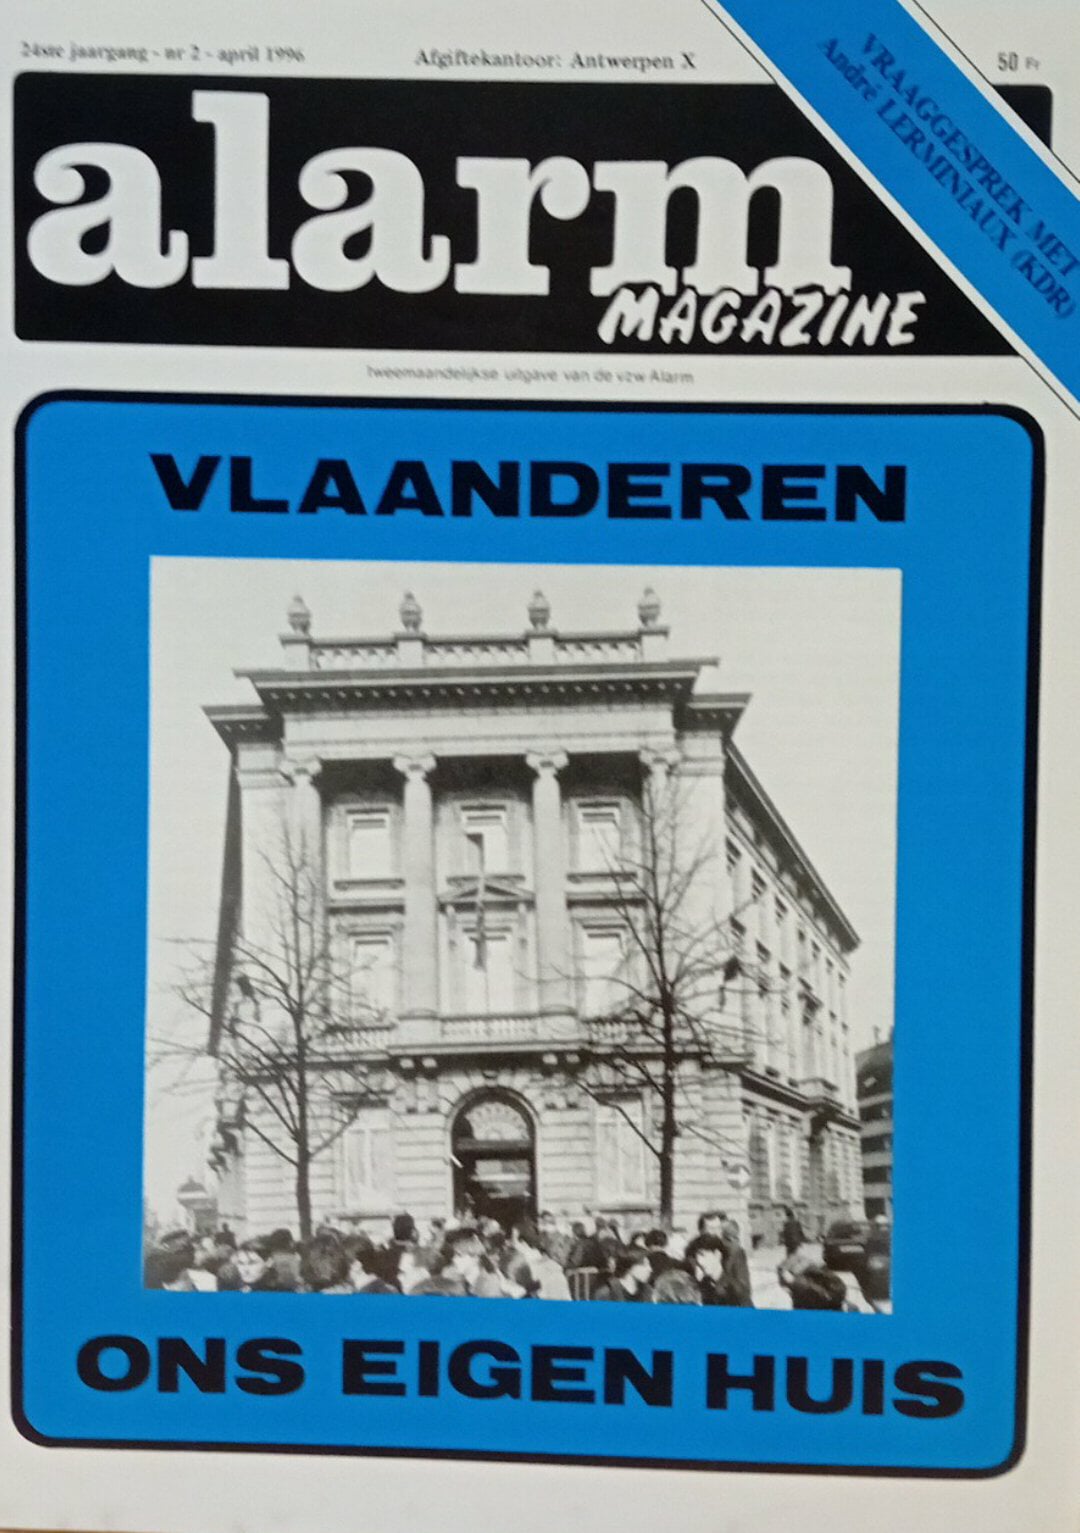 24ste jaargang - nr 2 - april 1996
Afgiftekantoor: Antwerpen X
50 Fr
VRAAGGESPREK MET
André LERMINIAUX (KDR)
alarm
MAGAZINE
tweemaandelijkse uitgave van de vzw Alarm
VLAANDEREN
ONS EIGEN HUIS